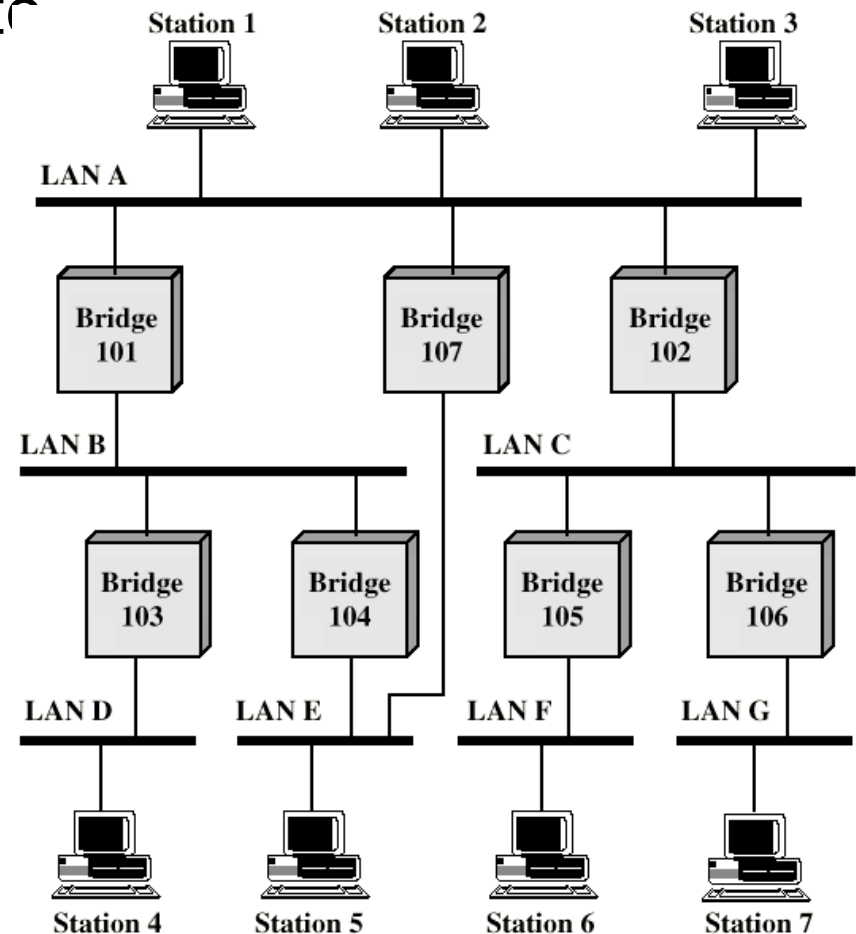 Station 1 Station 2 Station 3
LAN A
Bridge 101
Bridge 107
Bridge 102
LAN B LAN C
Bridge 103
Bridge 104
Bridge 105
Bridge 106
LAN D LAN E LAN F LAN G
Station 4 Station 5 Station 6 Station 7